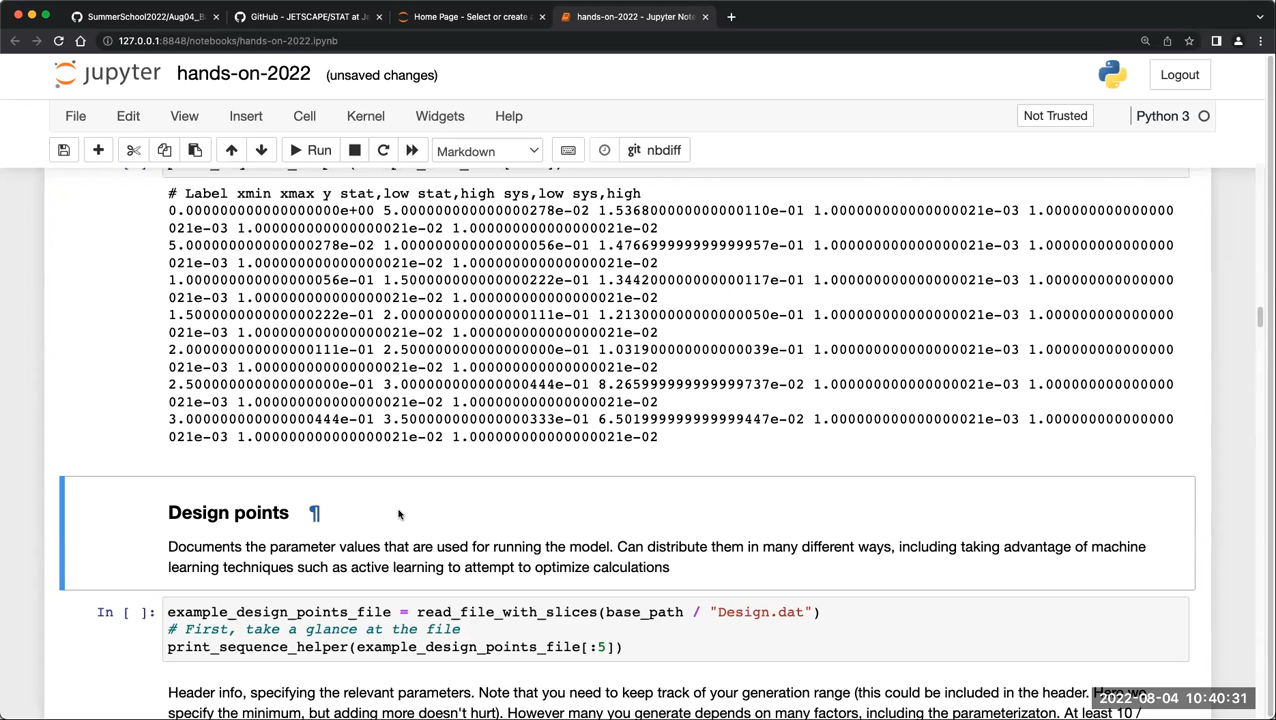 SummerSchool2022/Aug04_B
GitHub - JETSCAPE/STAT at J
Home Page - Select or create a
hands-on-2022 - Jupyter Note
127.0.0.1:8848/notebooks/hands-on-2022.ipynb
jupyter hands-on-2022 (unsaved changes)
Logout
File Edit View Insert Cell Kernel Widgets Help
Not Trusted
Python 3
Run
Markdown
git nbdiff
# Label xmin xmax y stat,low stat,high sys,low sys,high
0.000000000000000000e+00 5.000000000000000278e-02 1.536800000000000110e-01 1.000000000000000021e-03 1.000000000000000
021e-03 1.000000000000000021e-02 1.000000000000000021e-02
5.000000000000000278e-02 1.000000000000000056e-01 1.476699999999999957e-01 1.000000000000000021e-03 1.000000000000000
021e-03 1.000000000000000021e-02 1.000000000000000021e-02
1.000000000000000056e-01 1.500000000000000222e-01 1.344200000000000117e-01 1.000000000000000021e-03 1.000000000000000
021e-03 1.000000000000000021e-02 1.000000000000000021e-02
1.500000000000000222e-01 2.000000000000000111e-01 1.213000000000000050e-01 1.000000000000000021e-03 1.000000000000000
021e-03 1.000000000000000021e-02 1.000000000000000021e-02
2.000000000000000111e-01 2.500000000000000000e-01 1.031900000000000039e-01 1.000000000000000021e-03 1.000000000000000
021e-03 1.000000000000000021e-02 1.000000000000000021e-02
2.500000000000000000e-01 3.000000000000000444e-01 8.265999999999999737e-02 1.000000000000000021e-03 1.000000000000000
021e-03 1.000000000000000021e-02 1.000000000000000021e-02
3.000000000000000444e-01 3.500000000000000333e-01 6.501999999999999447e-02 1.000000000000000021e-03 1.000000000000000
021e-03 1.000000000000000021e-02 1.000000000000000021e-02
Design points ¶
Documents the parameter values that are used for running the model. Can distribute them in many different ways, including taking advantage of machine
learning techniques such as active learning to attempt to optimize calculations
In [ ]: example_design_points_file = read_file_with_slices(base_path / "Design.dat")
# First, take a glance at the file
print_sequence_helper(example_design_points_file[:5])
Header info, specifying the relevant parameters. Note that you need to keep track of your generation range (this could be included in the header. Here we
specify the minimum, but adding more doesn't hurt). However many you generate depends on many factors, including the parameterizaton. At least 10 /
2022-08-04 10:40:31